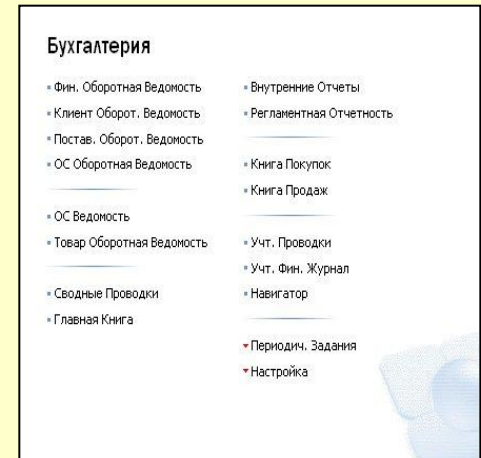 Бухгалтерия
Фин. Оборотная Ведомость
Клиент Оборот. Ведомость
Постав. Оборот. Ведомость
ОС Оборотная Ведомость
ОС Ведомость
Товар Оборотная Ведомость
Сводные Проводки
Главная Книга
Внутренние Отчеты
Регламентная Отчетность
Книга Покупок
Книга Продаж
Учт. Проводки
Учт. Фин. Журнал
Навигатор
Периодич. Задания
Настройка